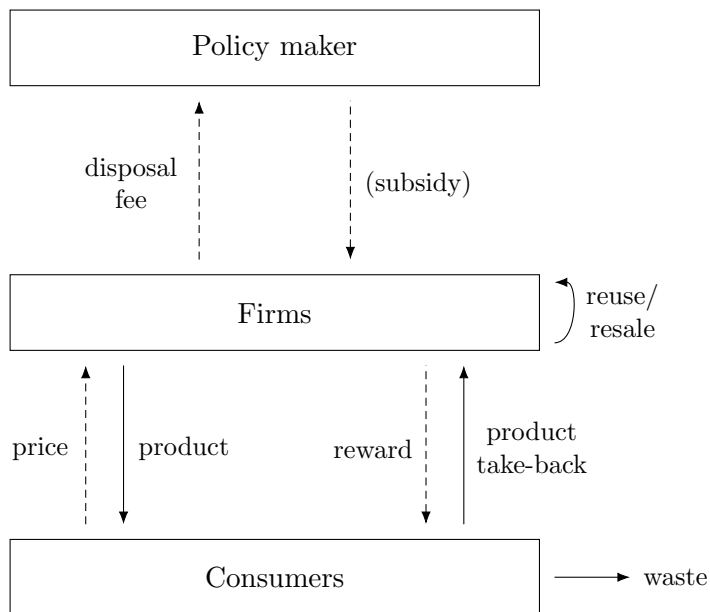 Policy maker
disposal
fee
(subsidy)
Firms
reuse/
resale
price
product
reward
product
take-back
Consumers
waste